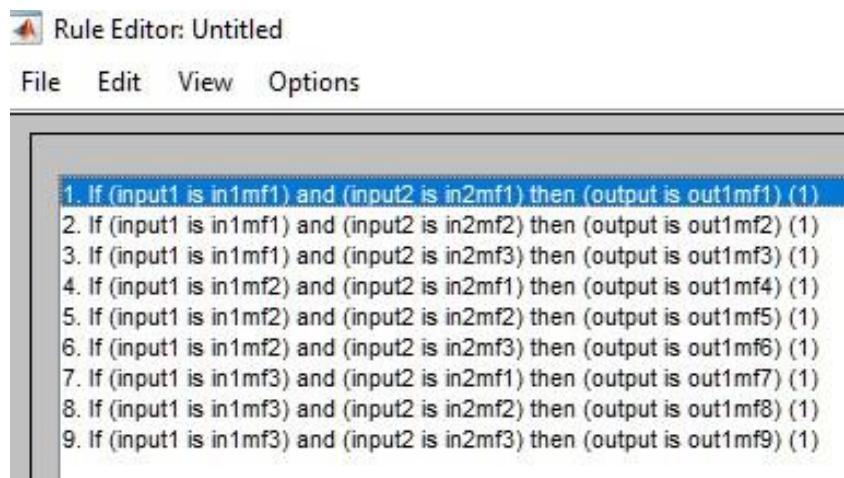 Rule Editor: Untitled
File Edit View Options
1. If (input1 is in1mf1) and (input2 is in2mf1) then (output is out1mf1) (1)
2. If (input1 is in1mf1) and (input2 is in2mf2) then (output is out1mf2) (1)
3. If (input1 is in1mf1) and (input2 is in2mf3) then (output is out1mf3) (1)
4. If (input1 is in1mf2) and (input2 is in2mf1) then (output is out1mf4) (1)
5. If (input1 is in1mf2) and (input2 is in2mf2) then (output is out1mf5) (1)
6. If (input1 is in1mf2) and (input2 is in2mf3) then (output is out1mf6) (1)
7. If (input1 is in1mf3) and (input2 is in2mf1) then (output is out1mf7) (1)
8. If (input1 is in1mf3) and (input2 is in2mf2) then (output is out1mf8) (1)
9. If (input1 is in1mf3) and (input2 is in2mf3) then (output is out1mf9) (1)